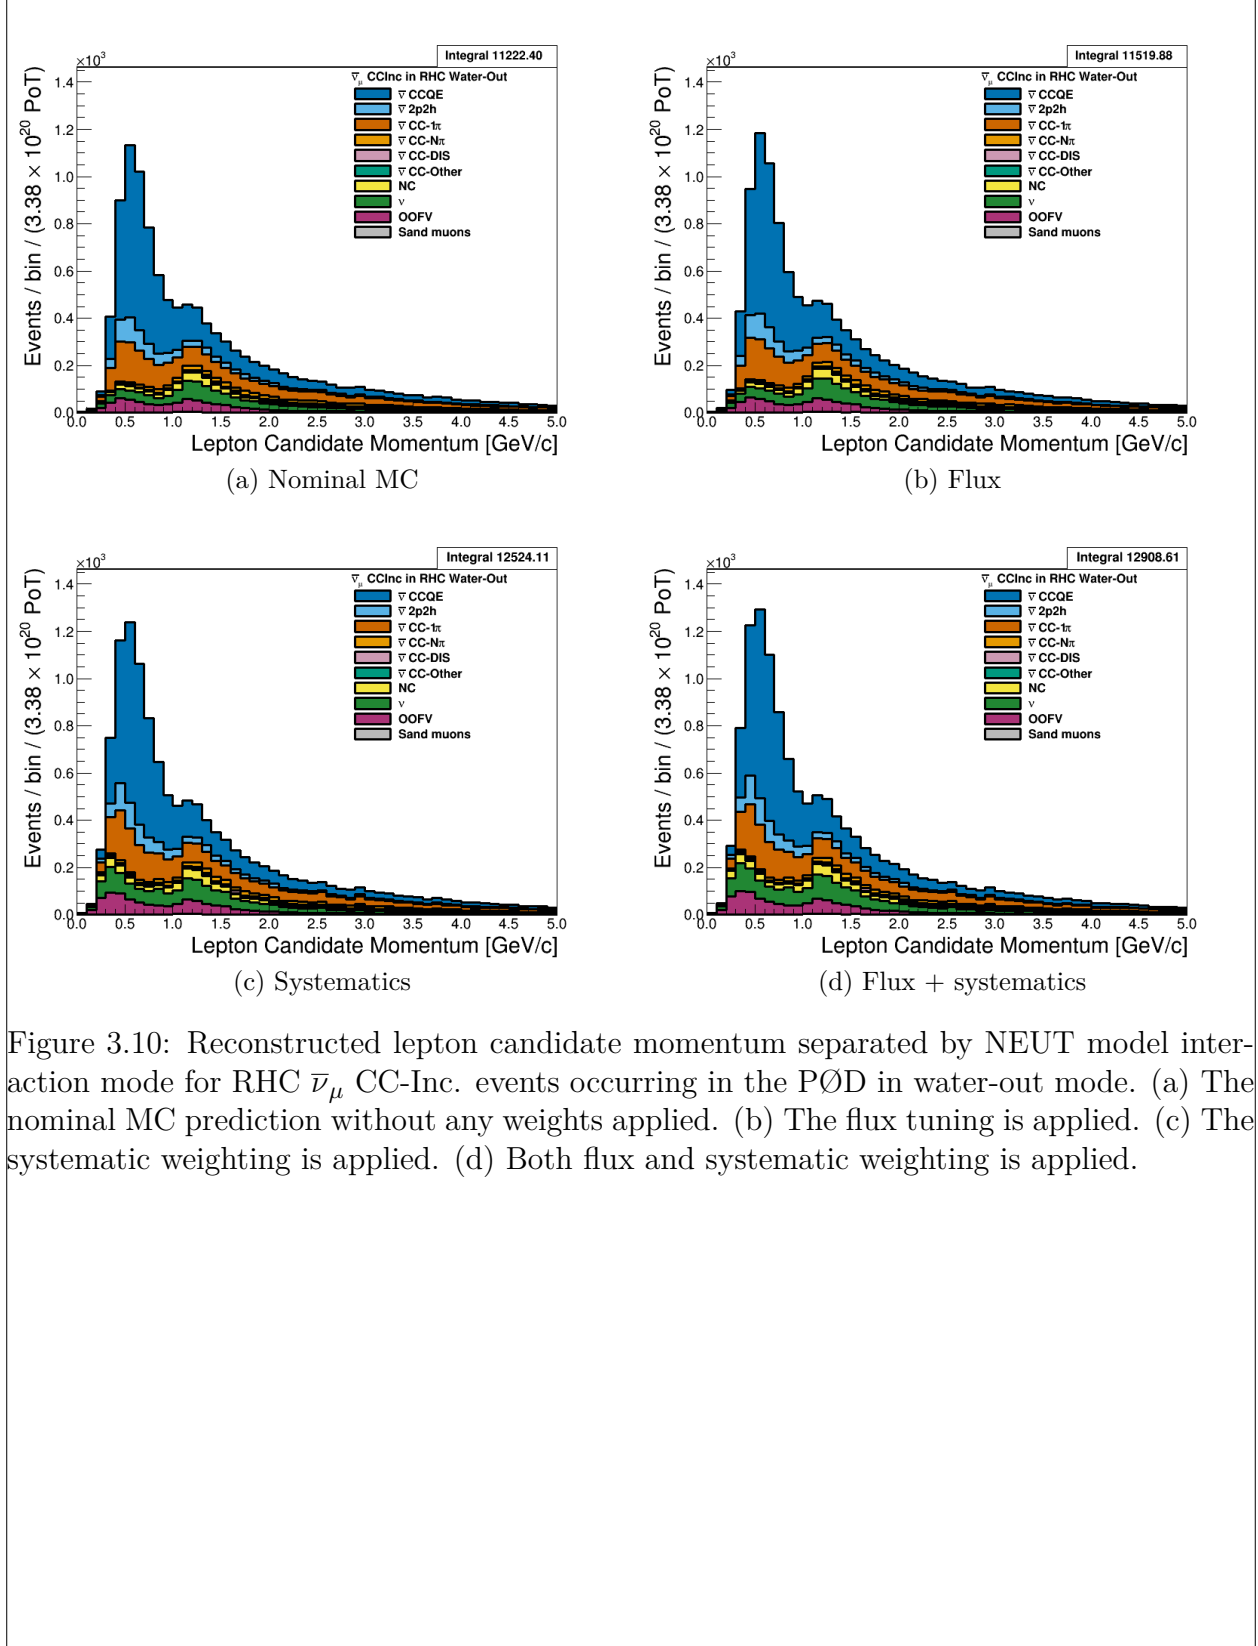 ×10³
Integral 11222.40
ν̅μ CCInc in RHC Water-Out
ν̅ CCQE
ν̅ 2p2h
ν̅ CC-1π
ν̅ CC-Nπ
ν̅ CC-DIS
ν̅ CC-Other
NC
ν
OOFV
Sand muons
1.4
1.2
1.0
0.8
0.6
0.4
0.2
0.0
Events / bin / (3.38 × 10²⁰ PoT)
0.0 0.5 1.0 1.5 2.0 2.5 3.0 3.5 4.0 4.5 5.0
Lepton Candidate Momentum [GeV/c]
(a) Nominal MC
×10³
Integral 11519.88
ν̅μ CCInc in RHC Water-Out
ν̅ CCQE
ν̅ 2p2h
ν̅ CC-1π
ν̅ CC-Nπ
ν̅ CC-DIS
ν̅ CC-Other
NC
ν
OOFV
Sand muons
1.4
1.2
1.0
0.8
0.6
0.4
0.2
0.0
Events / bin / (3.38 × 10²⁰ PoT)
0.0 0.5 1.0 1.5 2.0 2.5 3.0 3.5 4.0 4.5 5.0
Lepton Candidate Momentum [GeV/c]
(b) Flux
×10³
Integral 12524.11
ν̅μ CCInc in RHC Water-Out
ν̅ CCQE
ν̅ 2p2h
ν̅ CC-1π
ν̅ CC-Nπ
ν̅ CC-DIS
ν̅ CC-Other
NC
ν
OOFV
Sand muons
1.4
1.2
1.0
0.8
0.6
0.4
0.2
0.0
Events / bin / (3.38 × 10²⁰ PoT)
0.0 0.5 1.0 1.5 2.0 2.5 3.0 3.5 4.0 4.5 5.0
Lepton Candidate Momentum [GeV/c]
(c) Systematics
×10³
Integral 12908.61
ν̅μ CCInc in RHC Water-Out
ν̅ CCQE
ν̅ 2p2h
ν̅ CC-1π
ν̅ CC-Nπ
ν̅ CC-DIS
ν̅ CC-Other
NC
ν
OOFV
Sand muons
1.4
1.2
1.0
0.8
0.6
0.4
0.2
0.0
Events / bin / (3.38 × 10²⁰ PoT)
0.0 0.5 1.0 1.5 2.0 2.5 3.0 3.5 4.0 4.5 5.0
Lepton Candidate Momentum [GeV/c]
(d) Flux + systematics
Figure 3.10: Reconstructed lepton candidate momentum separated by NEUT model inter-
action mode for RHC ν̅μ CC-Inc. events occurring in the PØD in water-out mode. (a) The
nominal MC prediction without any weights applied. (b) The flux tuning is applied. (c) The
systematic weighting is applied. (d) Both flux and systematic weighting is applied.